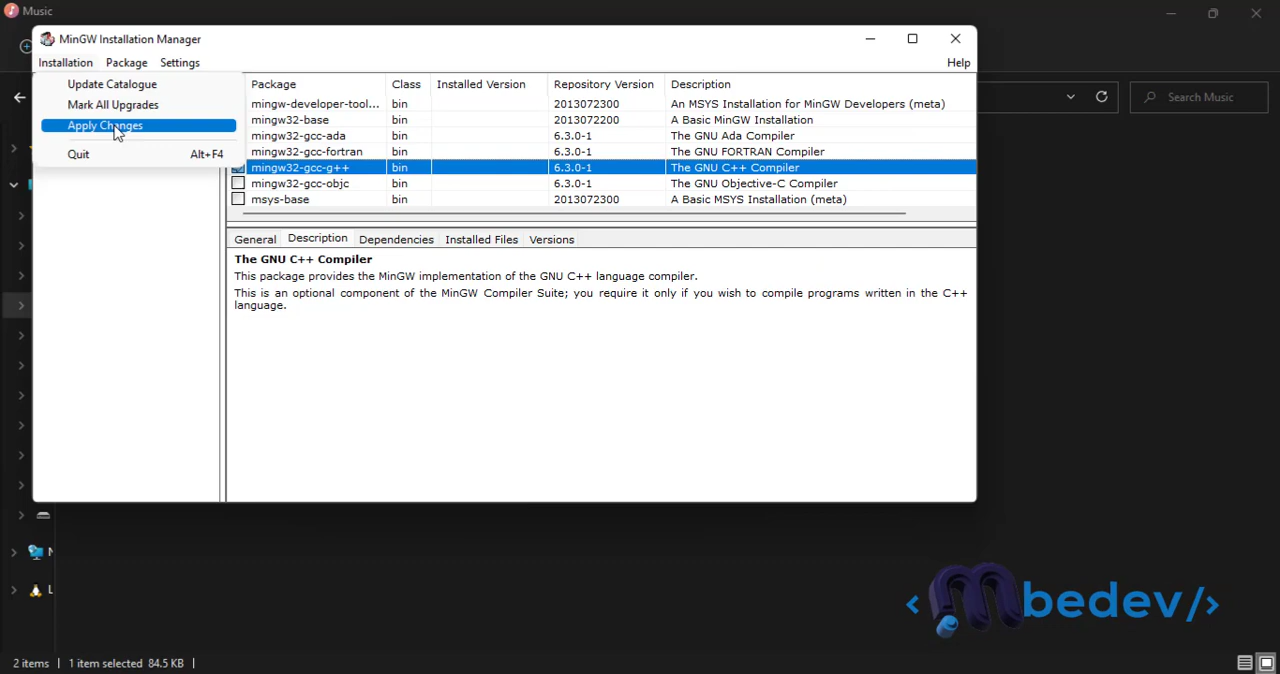 Music
MinGW Installation Manager
Installation Package Settings Help
Update Catalogue
Mark All Upgrades
Apply Changes
Quit Alt+F4
Package Class Installed Version Repository Version Description
mingw-developer-tool... bin 2013072300 An MSYS Installation for MinGW Developers (meta)
mingw32-base bin 2013072200 A Basic MinGW Installation
mingw32-gcc-ada bin 6.3.0-1 The GNU Ada Compiler
mingw32-gcc-fortran bin 6.3.0-1 The GNU FORTRAN Compiler
mingw32-gcc-g++ bin 6.3.0-1 The GNU C++ Compiler
mingw32-gcc-objc bin 6.3.0-1 The GNU Objective-C Compiler
msys-base bin 2013072300 A Basic MSYS Installation (meta)
General Description Dependencies Installed Files Versions
The GNU C++ Compiler
This package provides the MinGW implementation of the GNU C++ language compiler.
This is an optional component of the MinGW Compiler Suite; you require it only if you wish to compile programs written in the C++
language.
Search Music
N
L
<Mbedev/>
2 items | 1 item selected 84.5 KB |